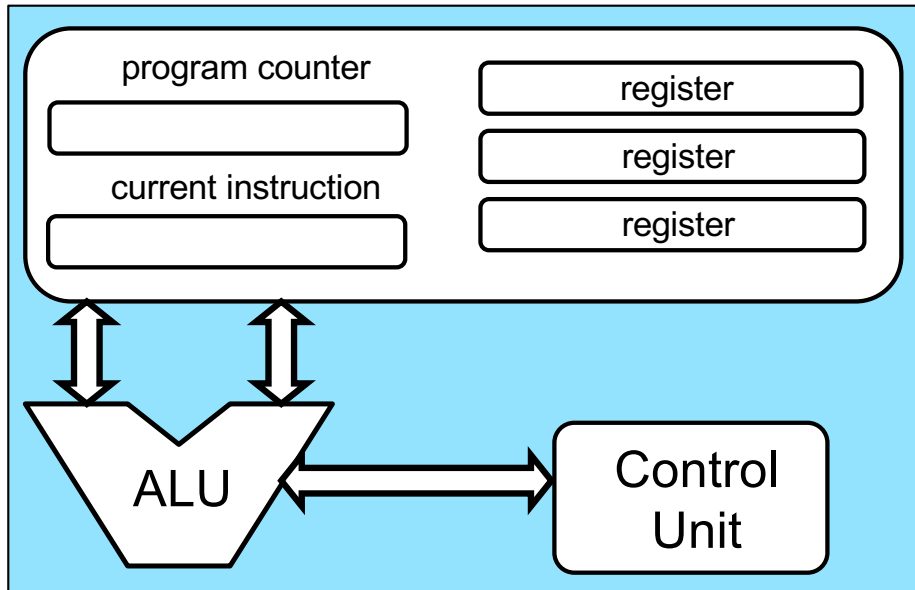 program counter
current instruction
register
register
register
ALU
Control
Unit